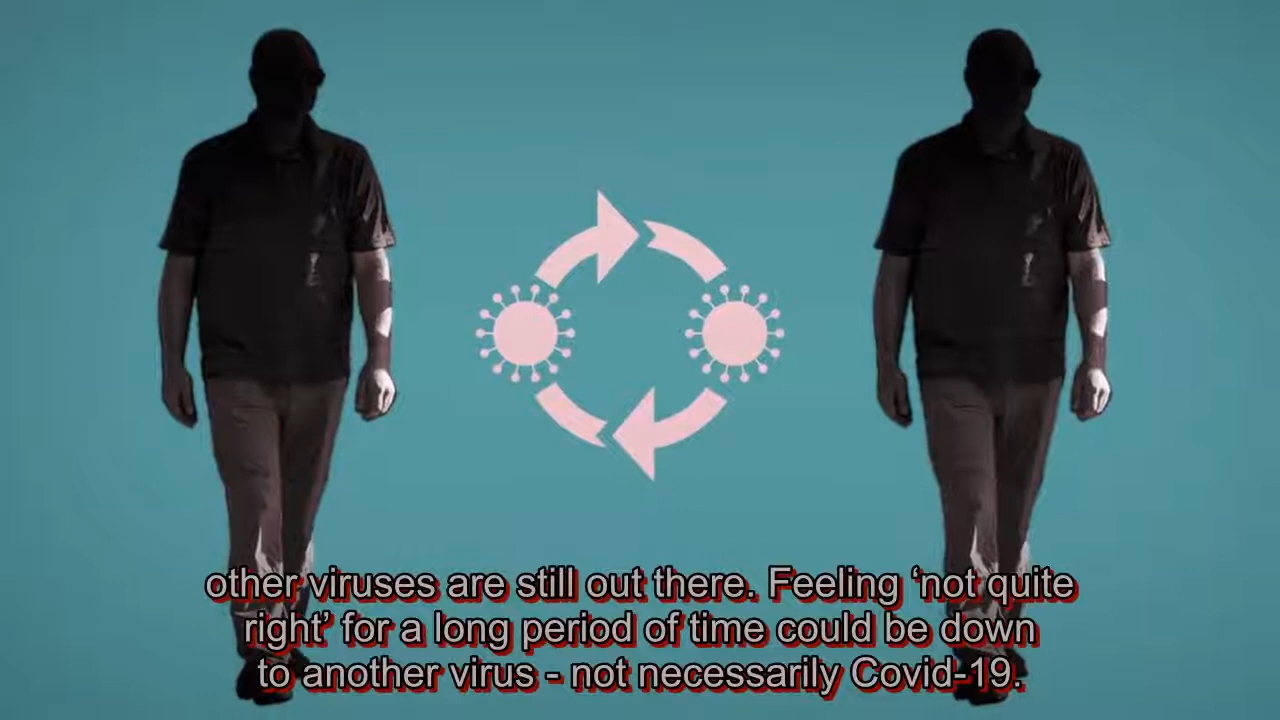 other viruses are still out there. Feeling ‘not quite
right’ for a long period of time could be down
to another virus - not necessarily Covid-19.